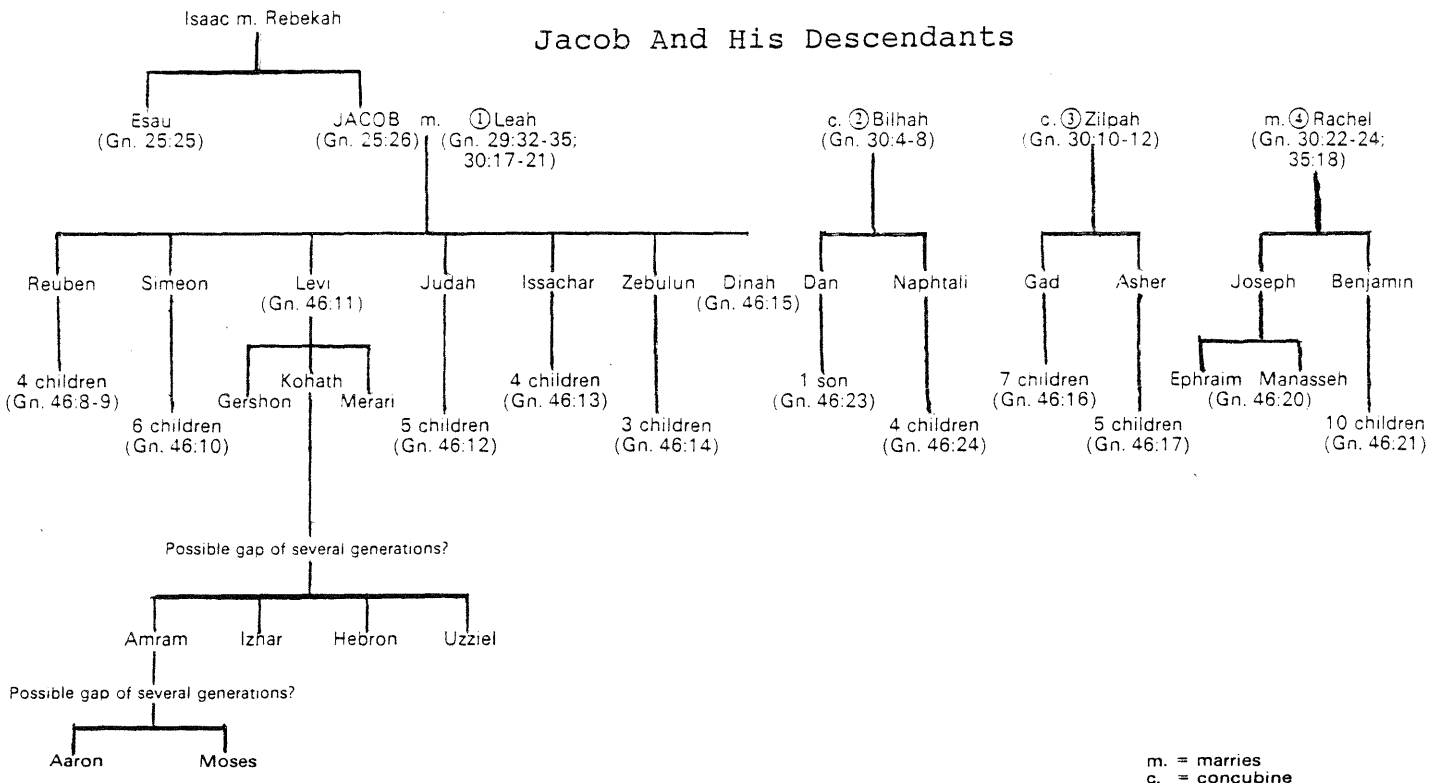 Isaac m. Rebekah
Jacob And His Descendants
Esau
(Gn. 25:25)
JACOB m. ① Leah
(Gn. 25:26) (Gn. 29:32-35;
30:17-21)
c. ② Bilhah
(Gn. 30:4-8)
c. ③ Zilpah
(Gn. 30:10-12)
m. ④ Rachel
(Gn. 30:22-24;
35:18)
Reuben
Simeon
Levi
(Gn. 46:11)
Judah
Issachar
Zebulun
Dinah
(Gn. 46:15)
Dan
Naphtali
Gad
Asher
Joseph
Benjamin
4 children
(Gn. 46:8-9)
6 children
(Gn. 46:10)
Gershon
Kohath
Merari
5 children
(Gn. 46:12)
4 children
(Gn. 46:13)
3 children
(Gn. 46:14)
1 son
(Gn. 46:23)
4 children
(Gn. 46:24)
7 children
(Gn. 46:16)
5 children
(Gn. 46:17)
Ephraim Manasseh
(Gn. 46:20)
10 children
(Gn. 46:21)
Possible gap of several generations?
Amram
Izhar
Hebron
Uzziel
Possible gap of several generations?
Aaron
Moses
m. = marries
c. = concubine